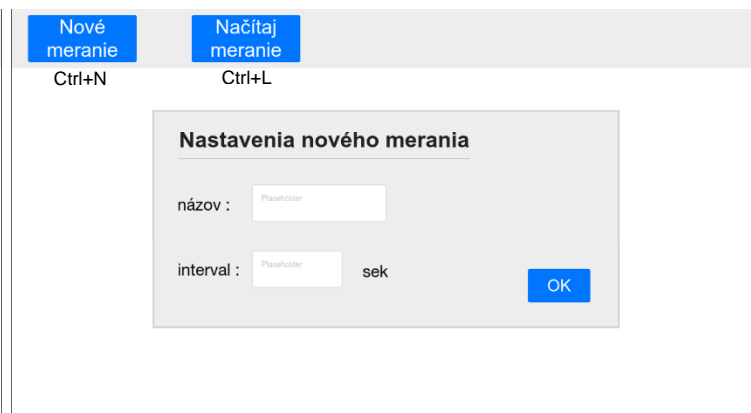 Nové
meranie
Načítaj
meranie
Ctrl+N
Ctrl+L
Nastavenia nového merania
názov :
Placeholder
interval :
Placeholder
sek
OK